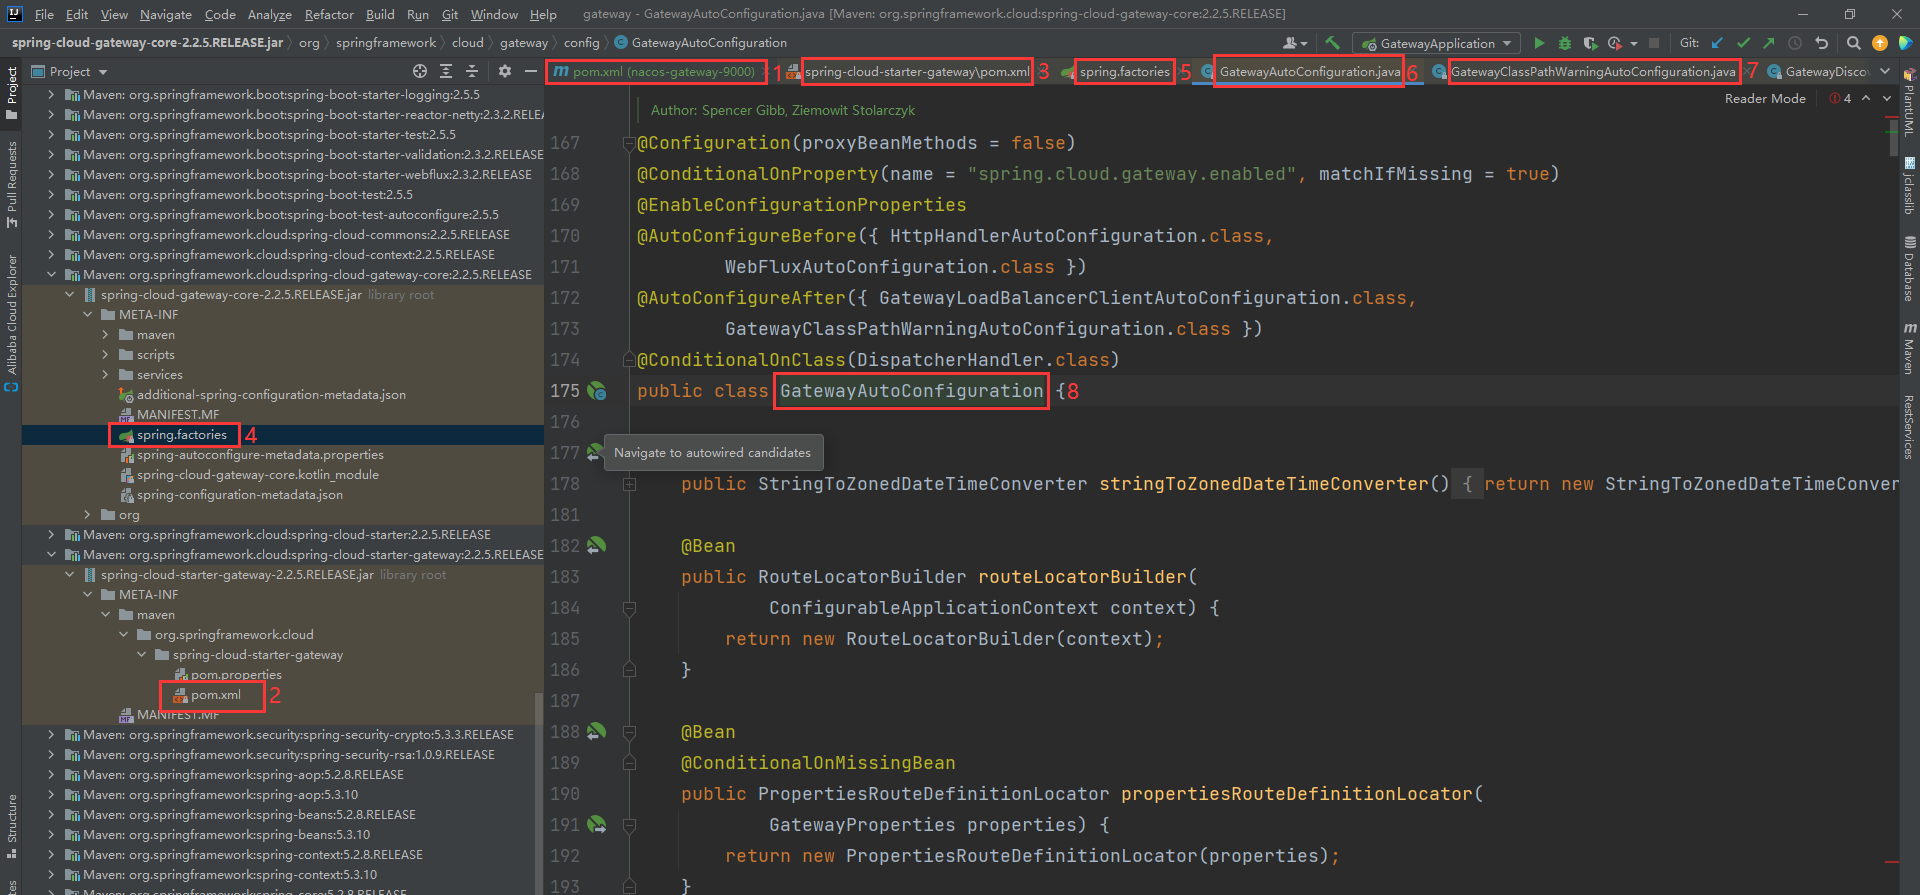 File Edit View Navigate Code Analyze Refactor Build Run Git Window Help gateway - GatewayAutoConfiguration.java [Maven: org.springframework.cloud:spring-cloud-gateway-core:2.2.5.RELEASE]
spring-cloud-gateway-core-2.2.5.RELEASE.jar org springframework cloud gateway config GatewayAutoConfiguration GatewayApplication Git:
Project
pom.xml (nacos-gateway-9000) 1 spring-cloud-starter-gateway\pom.xml 3 spring.factories 5 GatewayAutoConfiguration.java 6 GatewayClassPathWarningAutoConfiguration.java 7 GatewayDisco
Project
Pull Requests
Alibaba Cloud Explorer
Structure
Maven: org.springframework.boot:spring-boot-starter-logging:2.5.5
Maven: org.springframework.boot:spring-boot-starter-reactor-netty:2.3.2.RELEA
Maven: org.springframework.boot:spring-boot-starter-test:2.5.5
Maven: org.springframework.boot:spring-boot-starter-validation:2.3.2.RELEASE
Maven: org.springframework.boot:spring-boot-starter-webflux:2.3.2.RELEASE
Maven: org.springframework.boot:spring-boot-test:2.5.5
Maven: org.springframework.boot:spring-boot-test-autoconfigure:2.5.5
Maven: org.springframework.cloud:spring-cloud-commons:2.2.5.RELEASE
Maven: org.springframework.cloud:spring-cloud-context:2.2.5.RELEASE
Maven: org.springframework.cloud:spring-cloud-gateway-core:2.2.5.RELEASE
spring-cloud-gateway-core-2.2.5.RELEASE.jar library root
META-INF
maven
scripts
services
additional-spring-configuration-metadata.json
MANIFEST.MF
spring.factories 4
spring-autoconfigure-metadata.properties
spring-cloud-gateway-core.kotlin_module
spring-configuration-metadata.json
org
Maven: org.springframework.cloud:spring-cloud-starter:2.2.5.RELEASE
Maven: org.springframework.cloud:spring-cloud-starter-gateway:2.2.5.RELEASE
spring-cloud-starter-gateway-2.2.5.RELEASE.jar library root
META-INF
maven
org.springframework.cloud
spring-cloud-starter-gateway
pom.properties
pom.xml 2
MANIFEST.MF
Maven: org.springframework.security:spring-security-crypto:5.3.3.RELEASE
Maven: org.springframework.security:spring-security-rsa:1.0.9.RELEASE
Maven: org.springframework:spring-aop:5.2.8.RELEASE
Maven: org.springframework:spring-aop:5.3.10
Maven: org.springframework:spring-beans:5.2.8.RELEASE
Maven: org.springframework:spring-beans:5.3.10
Maven: org.springframework:spring-context:5.2.8.RELEASE
Maven: org.springframework:spring-context:5.3.10
Maven: org.springframework:spring-core:5.2.8.RELEASE
Reader Mode 4
Author: Spencer Gibb, Ziemowit Stolarczyk
167 @Configuration(proxyBeanMethods = false)
168 @ConditionalOnProperty(name = "spring.cloud.gateway.enabled", matchIfMissing = true)
169 @EnableConfigurationProperties
170 @AutoConfigureBefore({ HttpHandlerAutoConfiguration.class,
171 WebFluxAutoConfiguration.class })
172 @AutoConfigureAfter({ GatewayLoadBalancerClientAutoConfiguration.class,
173 GatewayClassPathWarningAutoConfiguration.class })
174 @ConditionalOnClass(DispatcherHandler.class)
175 public class GatewayAutoConfiguration { 8
176
177 Navigate to autowired candidates
178 public StringToZonedDateTimeConverter stringToZonedDateTimeConverter() { return new StringToZonedDateTimeConver
181
182 @Bean
183 public RouteLocatorBuilder routeLocatorBuilder(
184 ConfigurableApplicationContext context) {
185 return new RouteLocatorBuilder(context);
186 }
187
188 @Bean
189 @ConditionalOnMissingBean
190 public PropertiesRouteDefinitionLocator propertiesRouteDefinitionLocator(
191 GatewayProperties properties) {
192 return new PropertiesRouteDefinitionLocator(properties);
193 }
PlantUML
jclasslib
Database
Maven
RestServices